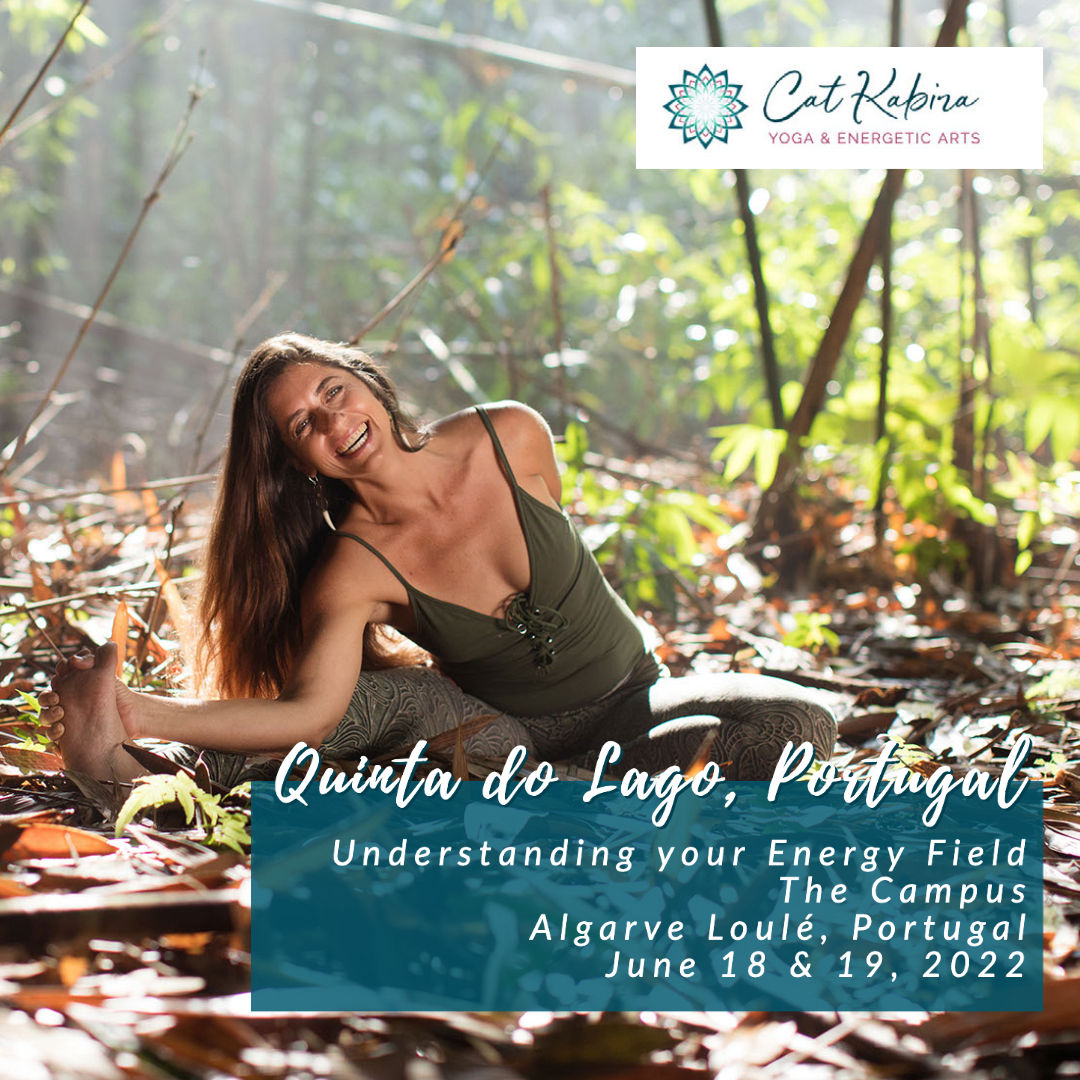 Cat Kabira
YOGA & ENERGETIC ARTS
Quinta do Lago, Portugal
Understanding your Energy Field
The Campus
Algarve Loulé, Portugal
June 18 & 19, 2022